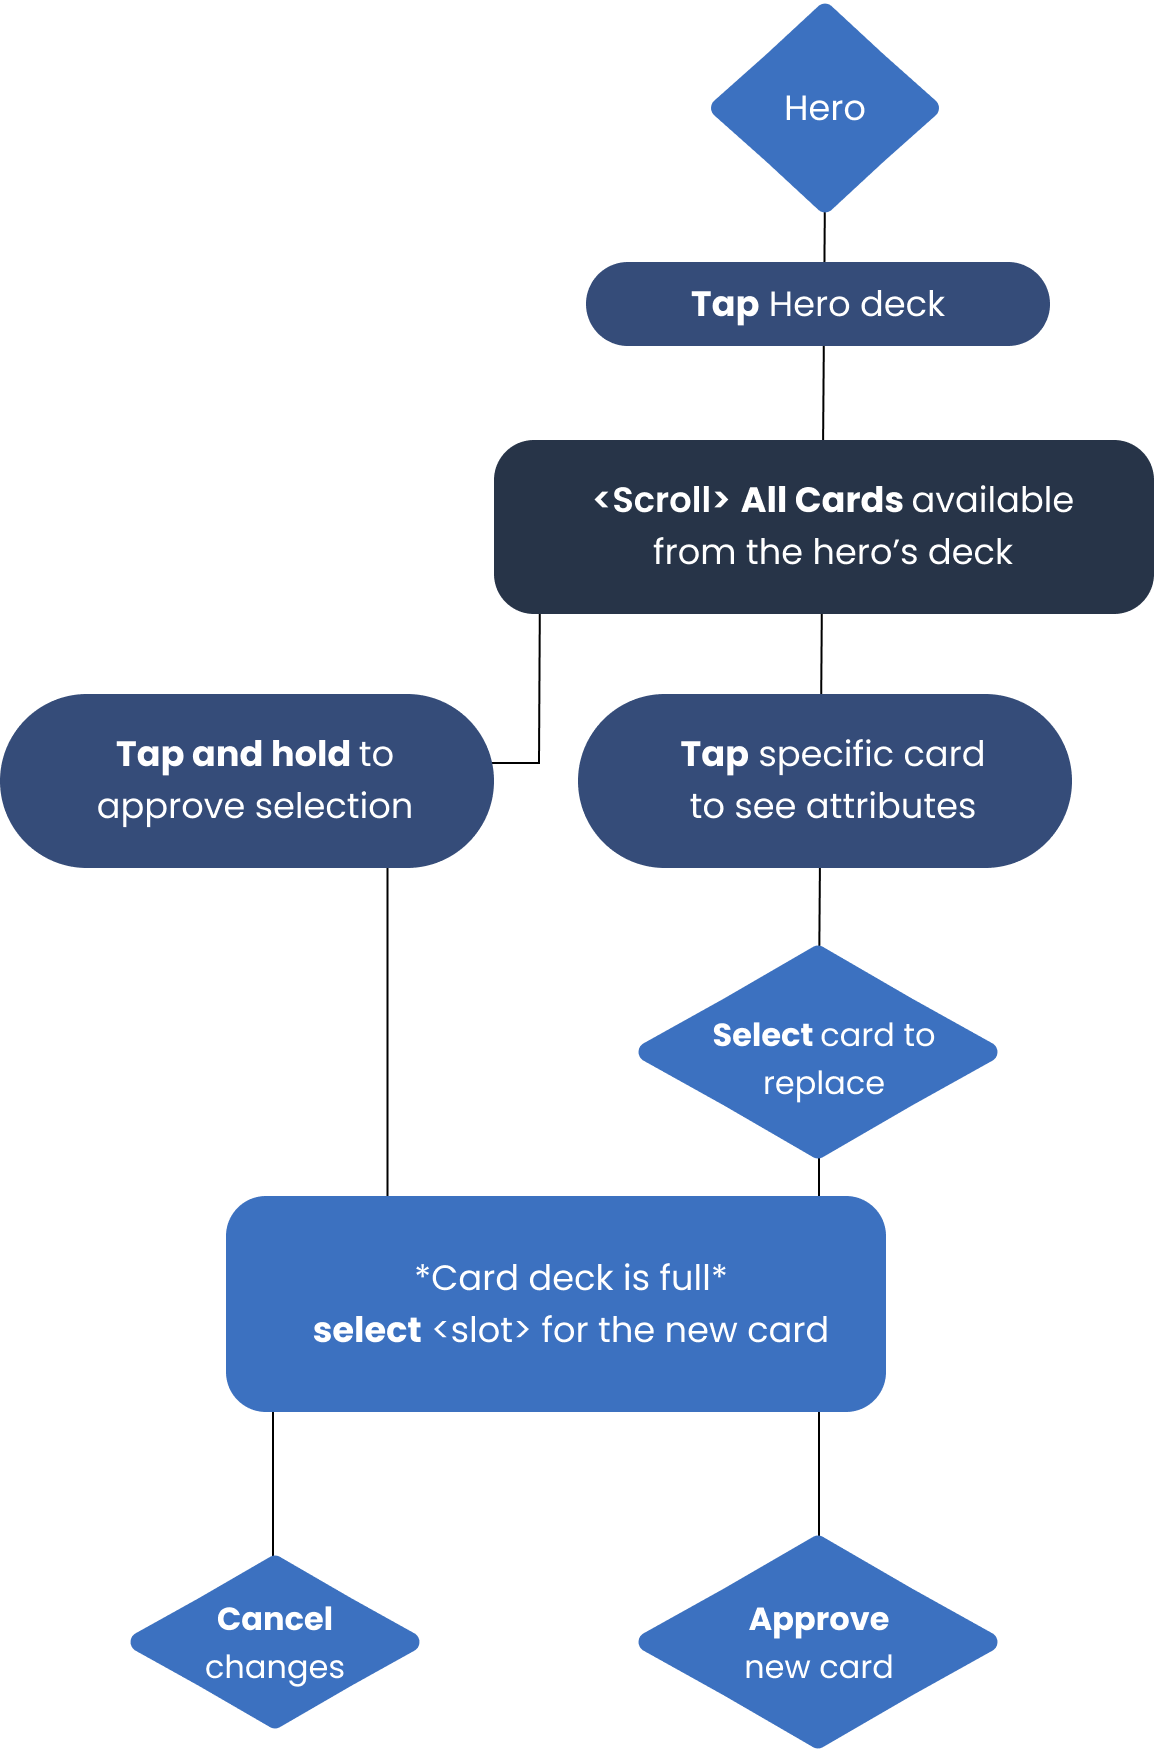 Hero
Tap Hero deck
<Scroll> All Cards available
from the hero’s deck
Tap and hold to
approve selection
Tap specific card
to see attributes
Select card to
replace
*Card deck is full*
select <slot> for the new card
Cancel
changes
Approve
new card